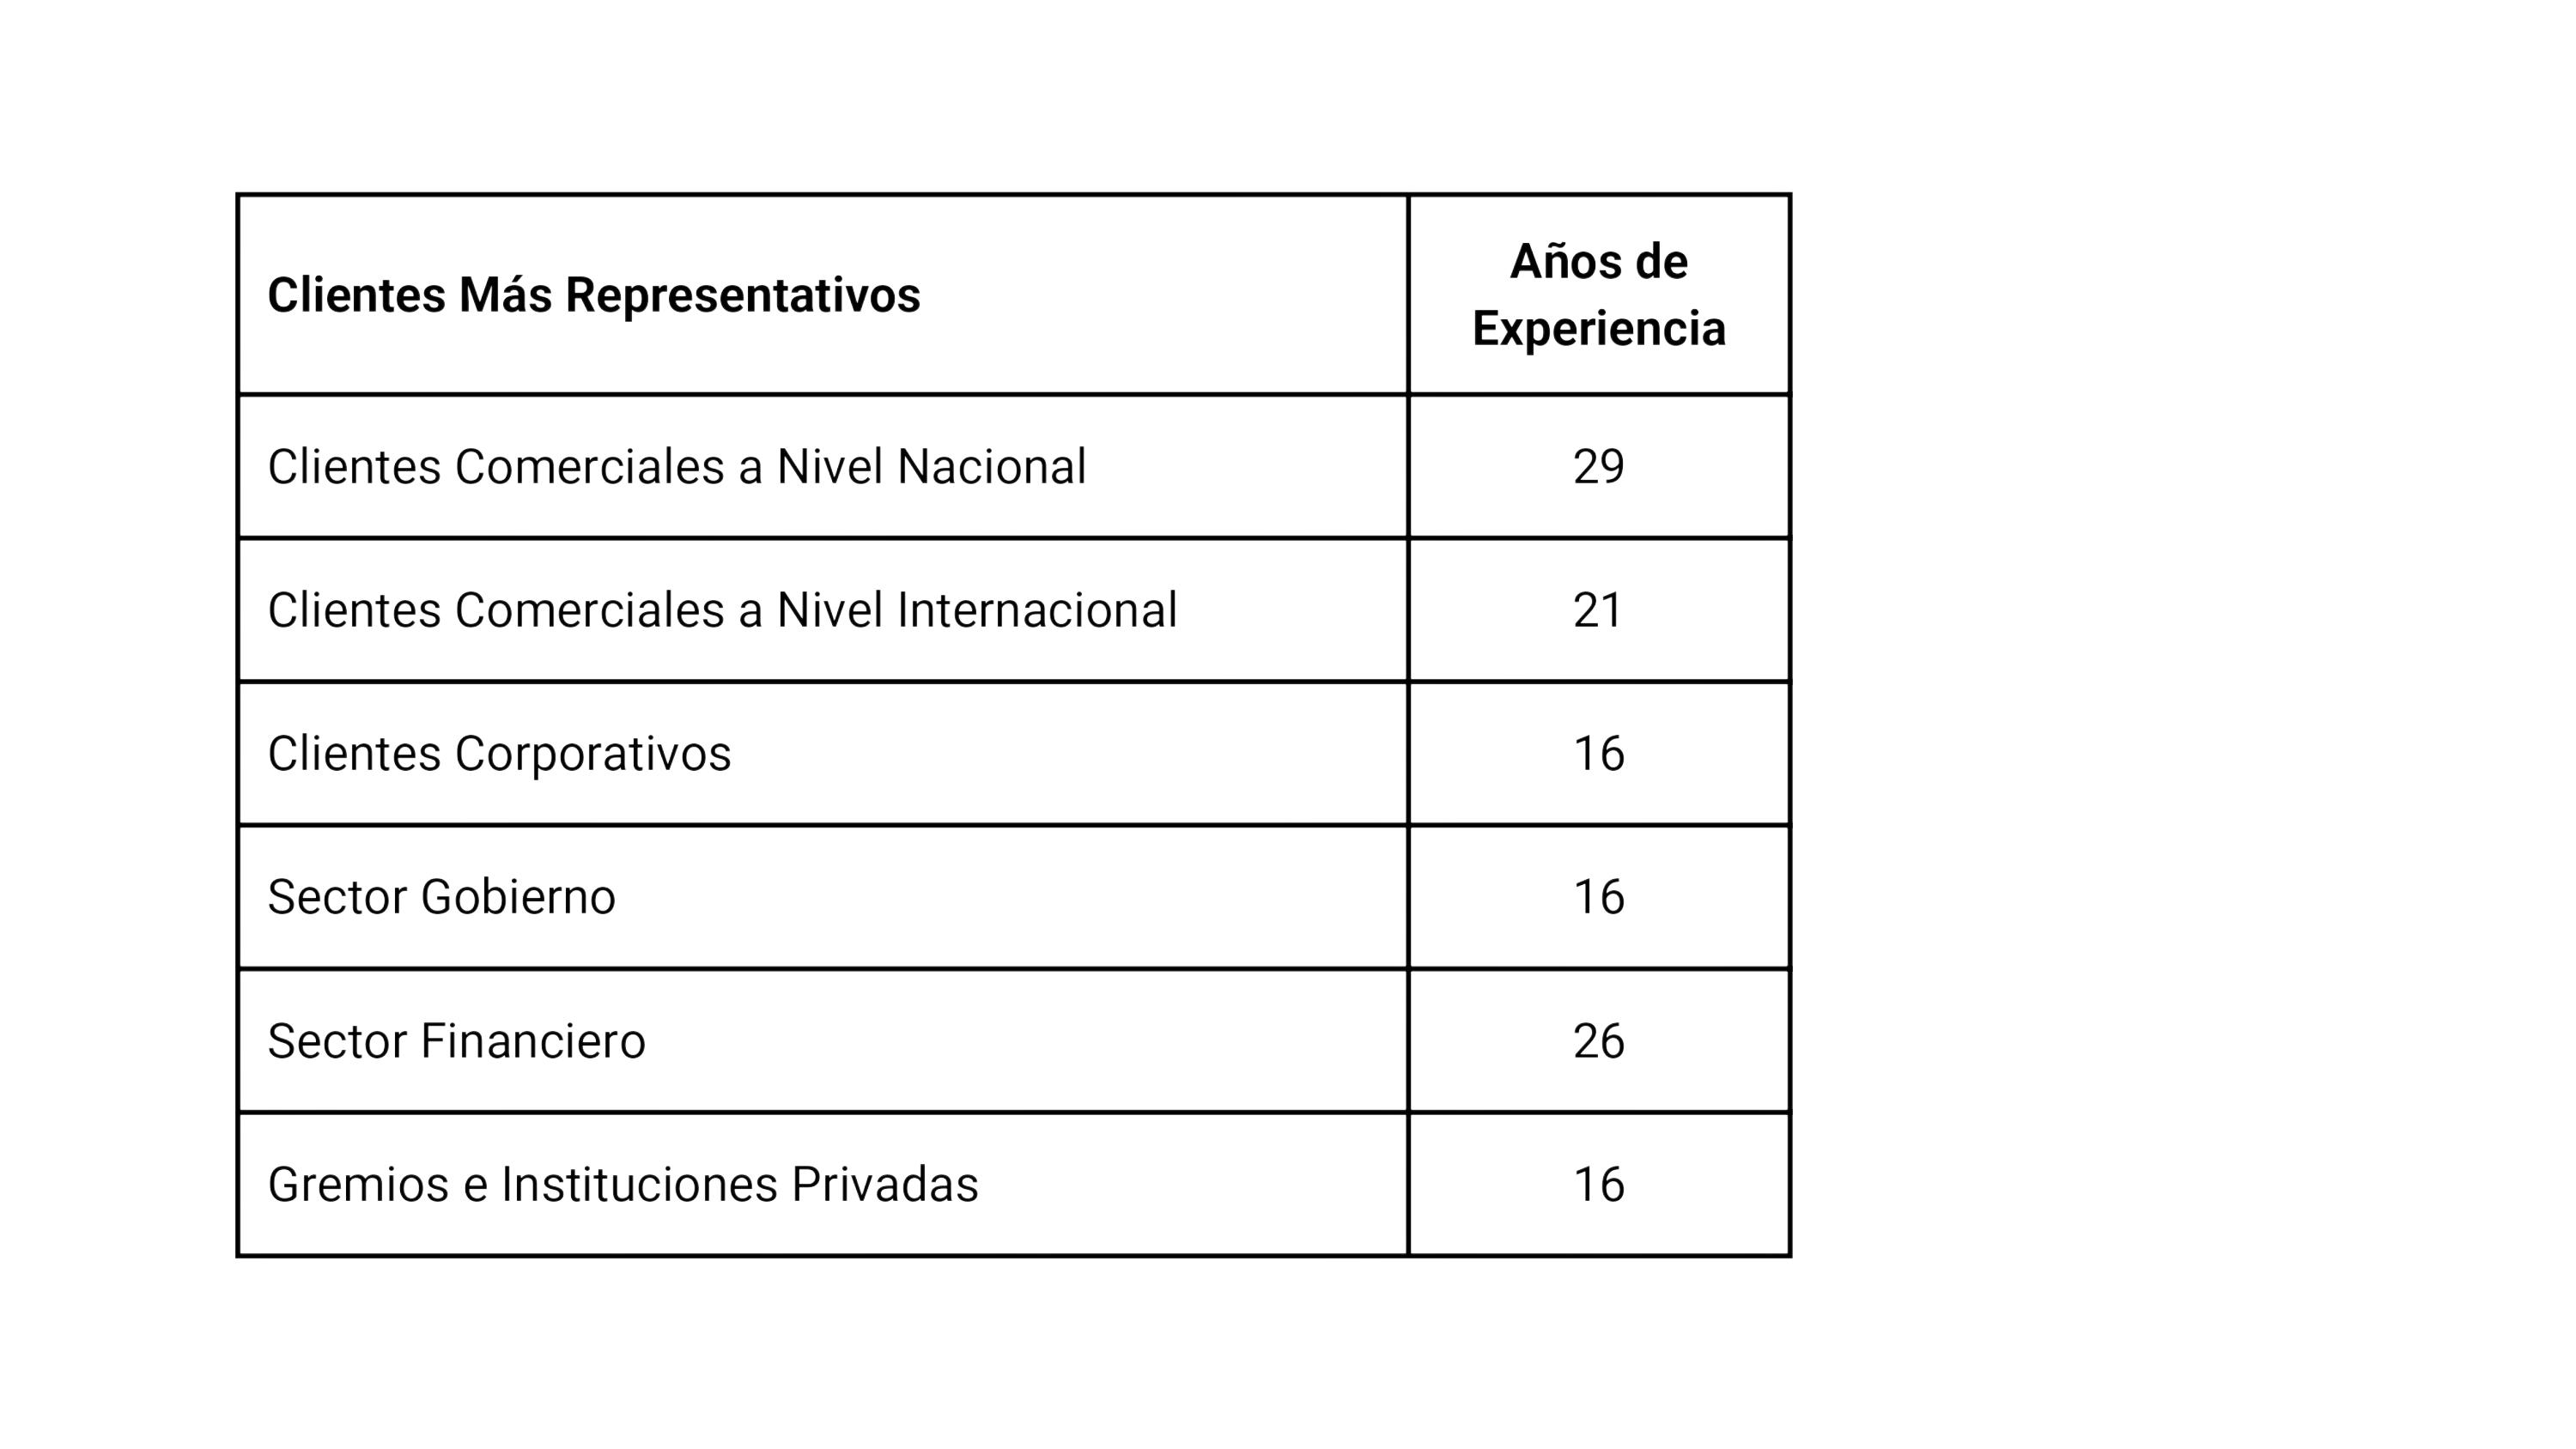 Clientes Más Representativos
Años de
Experiencia
Clientes Comerciales a Nivel Nacional
29
Clientes Comerciales a Nivel Internacional
21
Clientes Corporativos
16
Sector Gobierno
16
Sector Financiero
26
Gremios e Instituciones Privadas
16